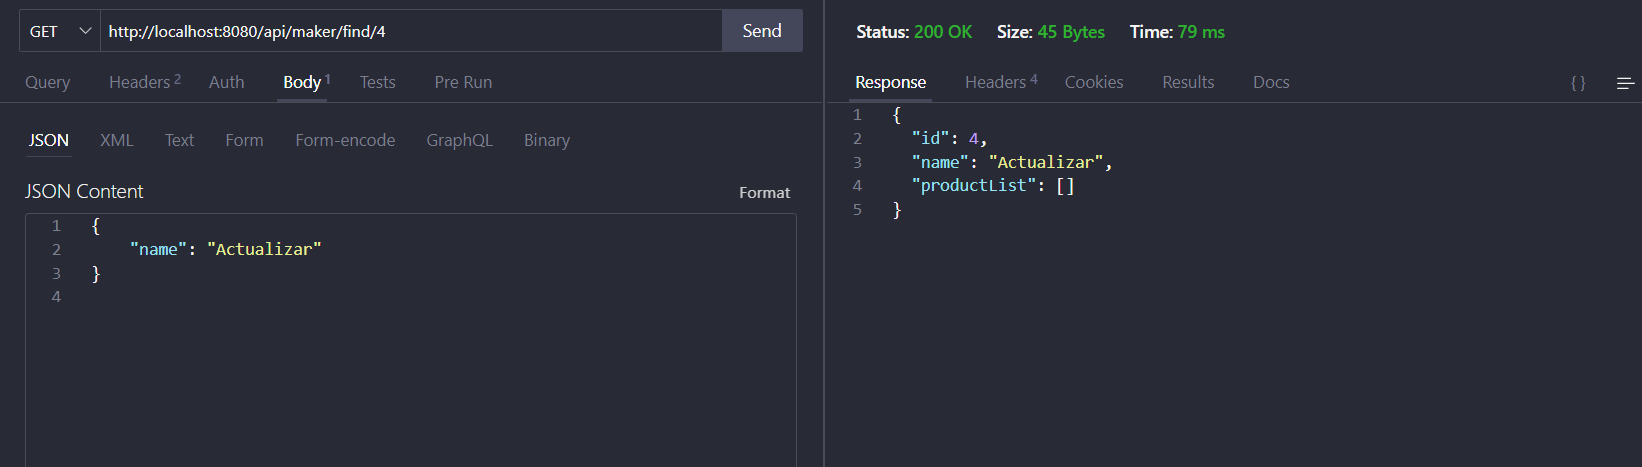 GET http://localhost:8080/api/maker/find/4 Send
Query Headers 2 Auth Body 1 Tests Pre Run
JSON XML Text Form Form-encode GraphQL Binary
JSON Content Format
1 {
2 "name": "Actualizar"
3 }
4
Status: 200 OK Size: 45 Bytes Time: 79 ms
Response Headers 4 Cookies Results Docs { }
1 {
2 "id": 4,
3 "name": "Actualizar",
4 "productList": []
5 }